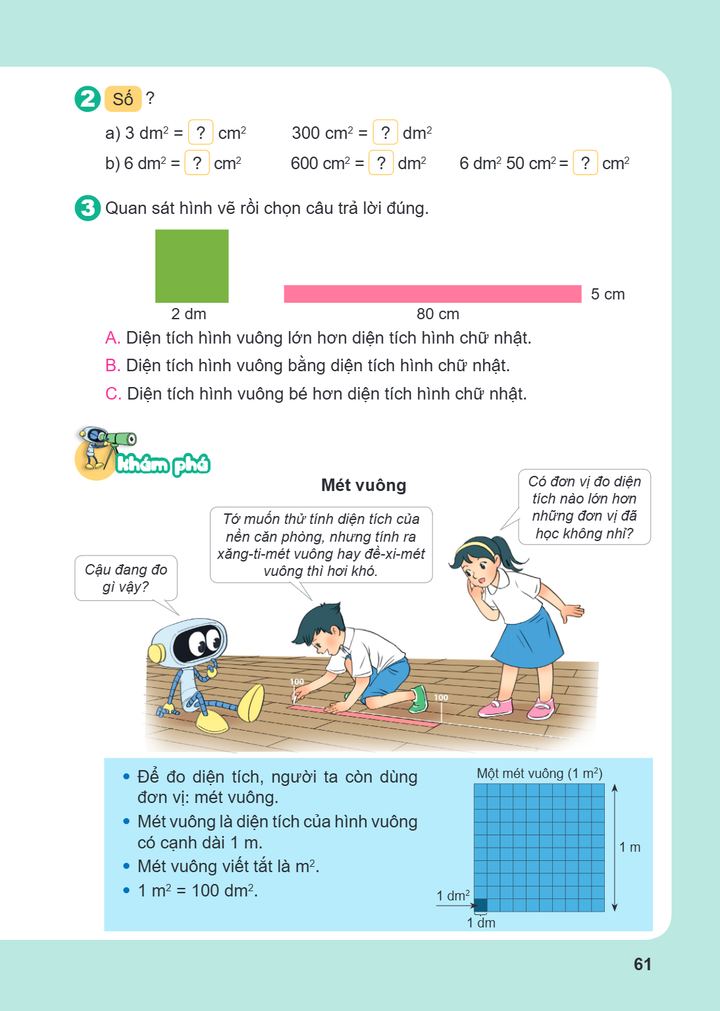 2 Số ?
a) 3 dm² = ? cm² 300 cm² = ? dm²
b) 6 dm² = ? cm² 600 cm² = ? dm² 6 dm² 50 cm² = ? cm²
3 Quan sát hình vẽ rồi chọn câu trả lời đúng.
5 cm
2 dm 80 cm
A. Diện tích hình vuông lớn hơn diện tích hình chữ nhật.
B. Diện tích hình vuông bằng diện tích hình chữ nhật.
C. Diện tích hình vuông bé hơn diện tích hình chữ nhật.
Khám phá
Mét vuông
Cậu đang đo
gì vậy?
Tớ muốn thử tính diện tích của
nền căn phòng, nhưng tính ra
xăng-ti-mét vuông hay đề-xi-mét
vuông thì hơi khó.
Có đơn vị đo diện
tích nào lớn hơn
những đơn vị đã
học không nhỉ?
100
100
• Để đo diện tích, người ta còn dùng
đơn vị: mét vuông.
• Mét vuông là diện tích của hình vuông
có cạnh dài 1 m.
• Mét vuông viết tắt là m².
• 1 m² = 100 dm².
Một mét vuông (1 m²)
1 m
1 dm²
1 dm
61